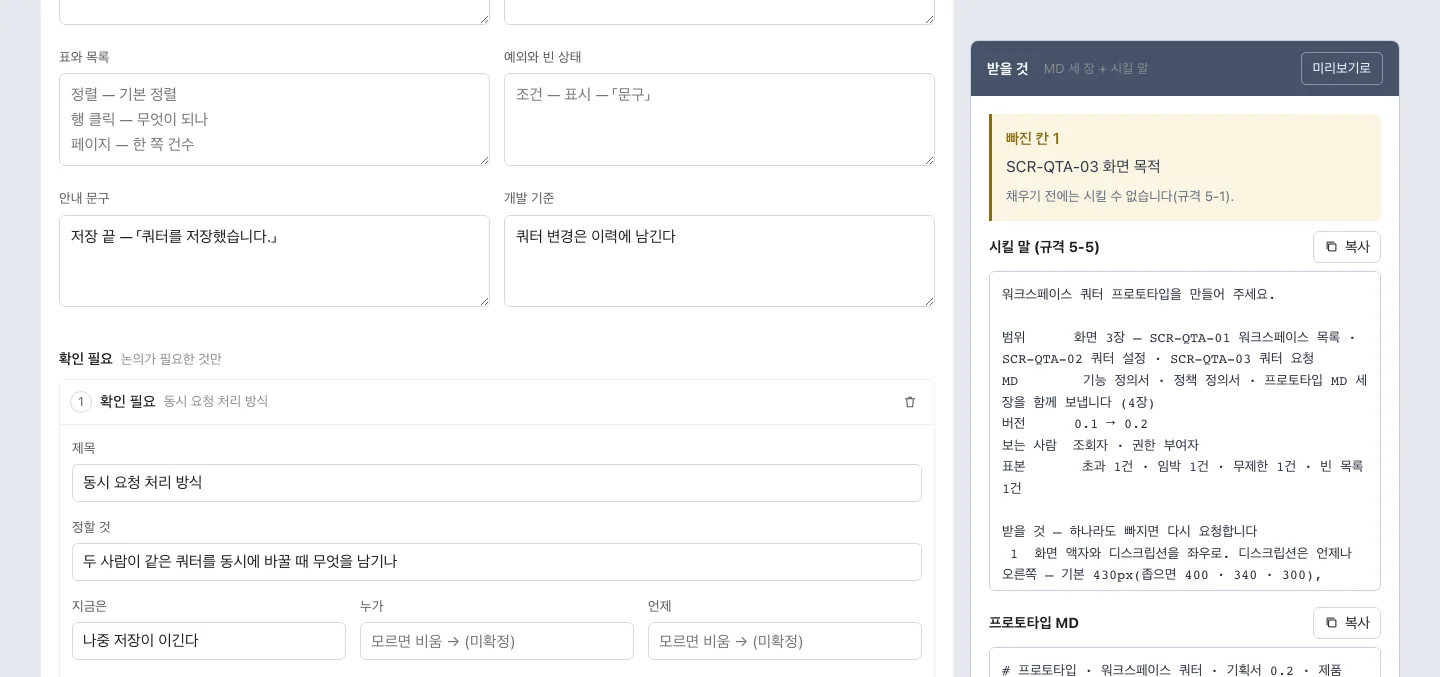 표와 목록
정렬 — 기본 정렬
행 클릭 — 무엇이 되나
페이지 — 한 쪽 건수
예외와 빈 상태
조건 — 표시 — 「문구」
안내 문구
저장 끝 — 「쿼터를 저장했습니다.」
개발 기준
쿼터 변경은 이력에 남긴다
확인 필요 논의가 필요한 것만
1 확인 필요 동시 요청 처리 방식
제목
동시 요청 처리 방식
정할 것
두 사람이 같은 쿼터를 동시에 바꿀 때 무엇을 남기나
지금은
나중 저장이 이긴다
누가
모르면 비움 → (미확정)
언제
모르면 비움 → (미확정)
받을 것 MD 세 장 + 시킬 말
미리보기로
빠진 칸 1
SCR-QTA-03 화면 목적
채우기 전에는 시킬 수 없습니다(규격 5-1).
시킬 말 (규격 5-5)
복사
워크스페이스 쿼터 프로토타입을 만들어 주세요.
범위 화면 3장 — SCR-QTA-01 워크스페이스 목록 ·
SCR-QTA-02 쿼터 설정 · SCR-QTA-03 쿼터 요청
MD 기능 정의서 · 정책 정의서 · 프로토타입 MD 세
장을 함께 보냅니다 (4장)
버전 0.1 → 0.2
보는 사람 조회자 · 권한 부여자
표본 초과 1건 · 임박 1건 · 무제한 1건 · 빈 목록
1건
받을 것 — 하나라도 빠지면 다시 요청합니다
1 화면 액자와 디스크립션을 좌우로. 디스크립션은 언제나
오른쪽 — 기본 430px(좁으면 400 · 340 · 300),
프로토타입 MD
복사
# 프로토타입 · 워크스페이스 쿼터 · 기획서 0.2 · 제품